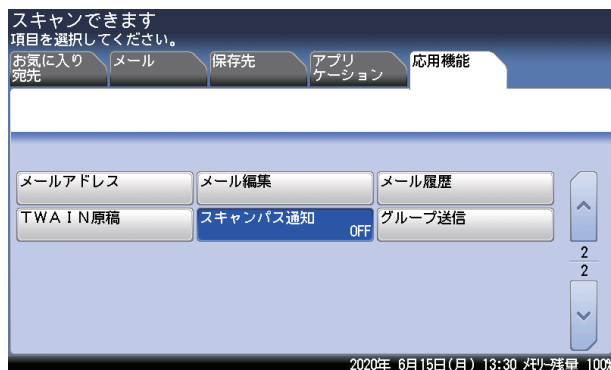 スキャンできます
項目を選択してください。
お気に入り
宛先
メール
保存先
アプリ
ケーション
応用機能
メールアドレス
メール編集
メール履歴
TWAIN原稿
スキャンパス通知
OFF
グループ送信
2
2
2020年 6月15日(月) 13:30 メモリー残量 100%